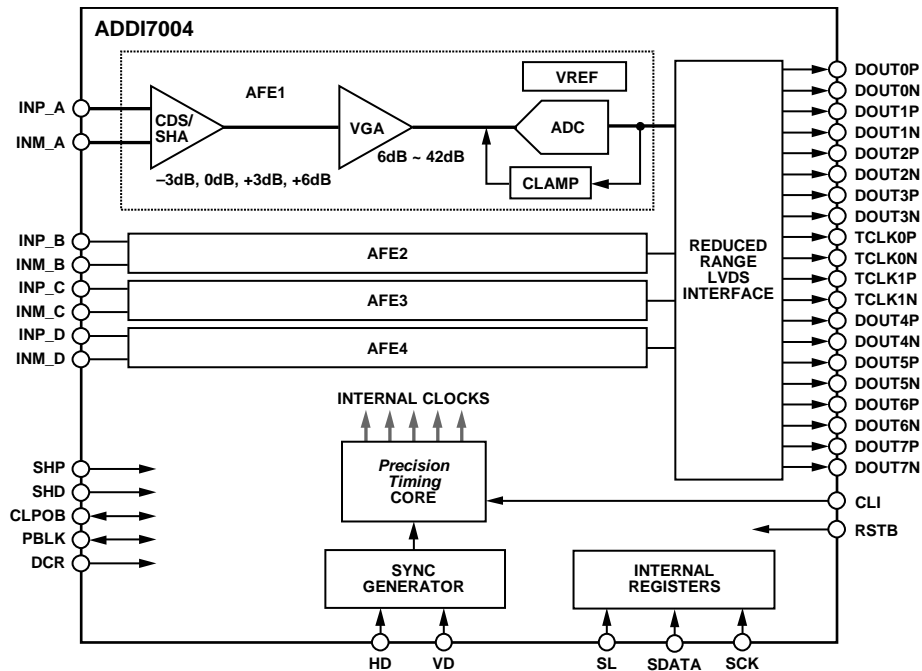 ADDI7004
AFE1
VREF
CDS/
SHA
VGA
ADC
6dB ~ 42dB
CLAMP
–3dB, 0dB, +3dB, +6dB
INP_A
INM_A
INP_B
INM_B
INP_C
INM_C
INP_D
INM_D
AFE2
AFE3
AFE4
REDUCED
RANGE
LVDS
INTERFACE
DOUT0P
DOUT0N
DOUT1P
DOUT1N
DOUT2P
DOUT2N
DOUT3P
DOUT3N
TCLK0P
TCLK0N
TCLK1P
TCLK1N
DOUT4P
DOUT4N
DOUT5P
DOUT5N
DOUT6P
DOUT6N
DOUT7P
DOUT7N
INTERNAL CLOCKS
Precision
Timing
CORE
SHP
SHD
CLPOB
PBLK
DCR
CLI
RSTB
SYNC
GENERATOR
INTERNAL
REGISTERS
HD
VD
SL
SDATA
SCK